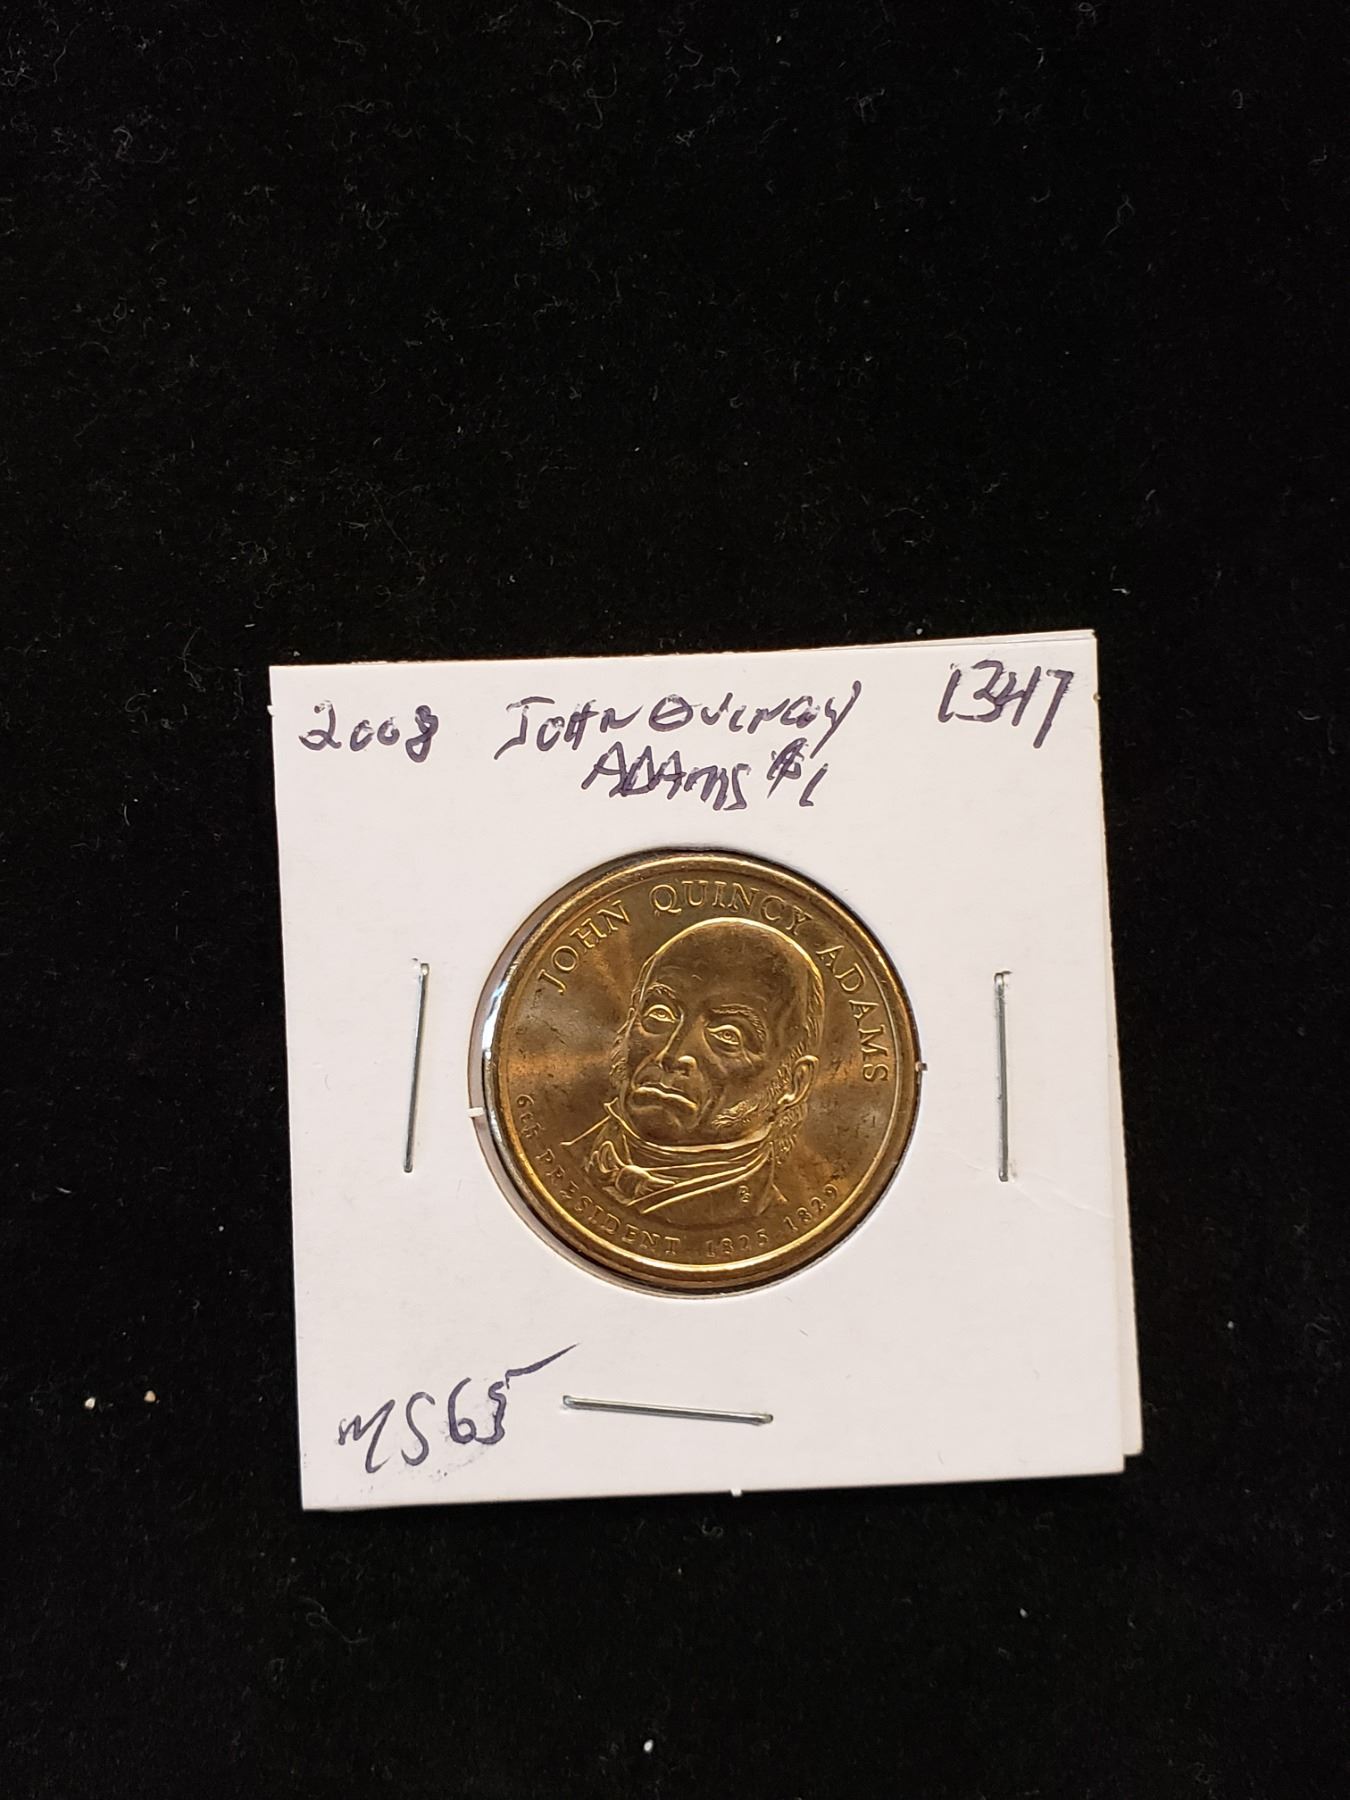 2008 JOHN QUINCY 1347
ADAMS $1
JOHN QUINCY ADAMS
6th PRESIDENT 1825-1829
MS65